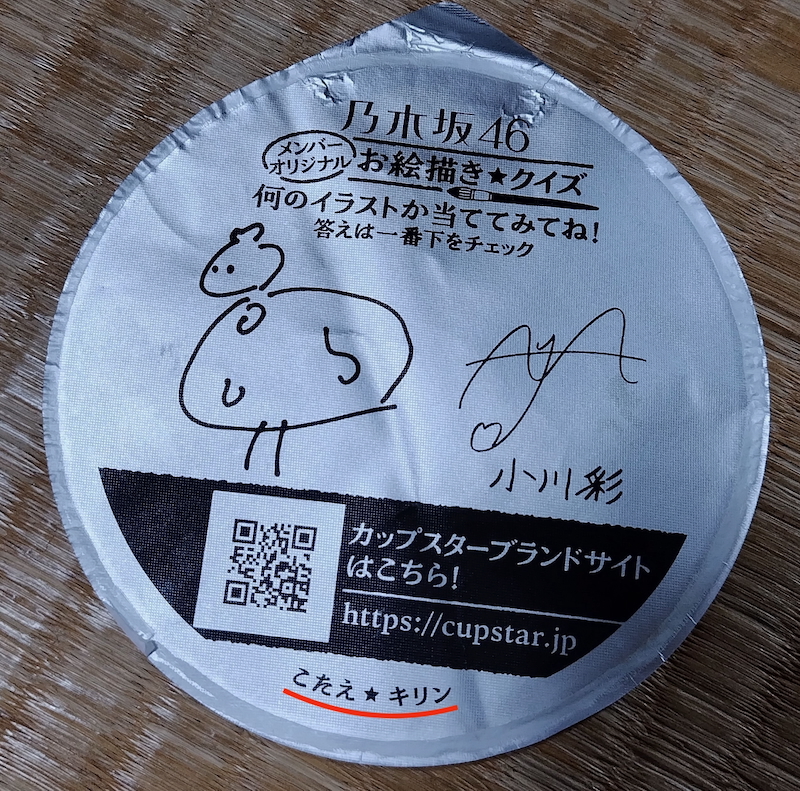 乃木坂46
メンバー
オリジナル
お絵描き★クイズ
何のイラストか当ててみてね!
答えは一番下をチェック
AyA
小川彩
カップスターブランドサイト
はこちら!
https://cupstar.jp
こたえ★キリン